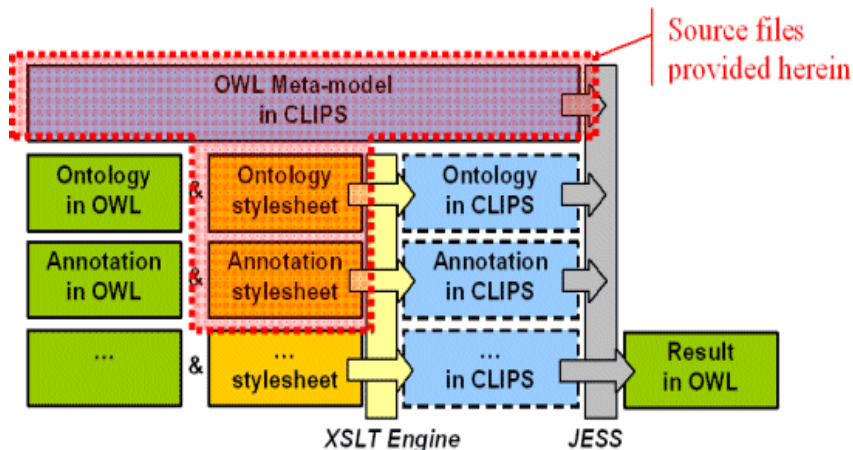 Source files
provided herein
OWL Meta-model
in CLIPS
Ontology
in OWL
&
Ontology
stylesheet
Ontology
in CLIPS
Annotation
in OWL
&
Annotation
stylesheet
Annotation
in CLIPS
...
&
...
stylesheet
...
in CLIPS
Result
in OWL
XSLT Engine
JESS